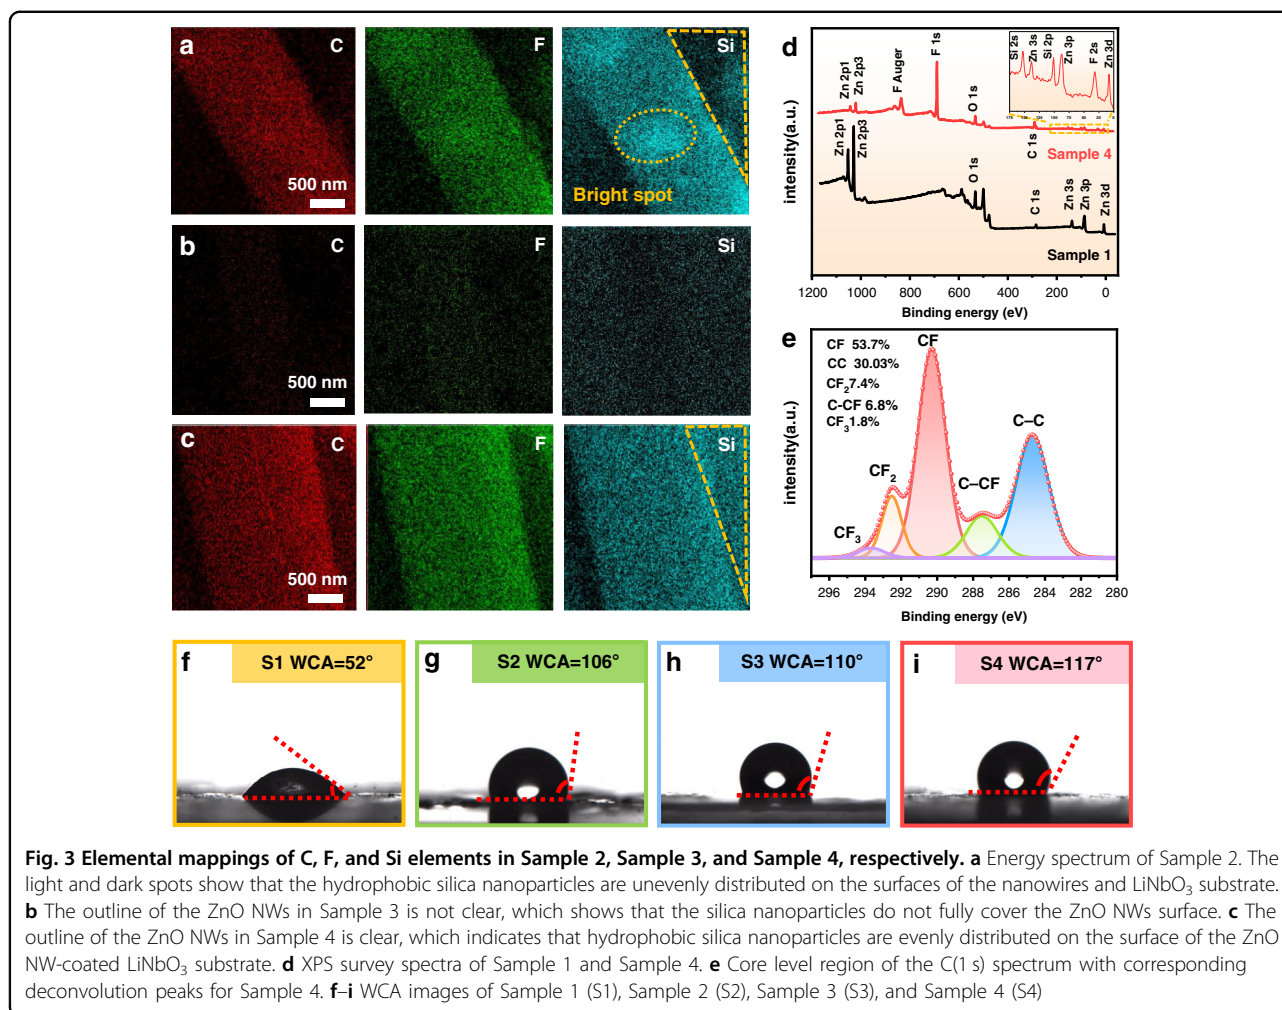 a
C
F
Si
500 nm
Bright spot
b
C
F
Si
500 nm
c
C
F
Si
500 nm
d
intensity(a.u.)
Zn 2p1
Zn 2p3
F Auger
F 1s
O 1s
C 1s
Sample 4
Si 2s
Zn 3s
Si 2p
Zn 3p
F 2s
Zn 3d
Zn 2p1
Zn 2p3
O 1s
C 1s
Zn 3s
Zn 3p
Zn 3d
Sample 1
1200 1000 800 600 400 200 0
Binding energy (eV)
e
intensity(a.u.)
CF 53.7%
CC 30.03%
CF₂7.4%
C-CF 6.8%
CF₃1.8%
CF
C–C
CF₂
C–CF
CF₃
296 294 292 290 288 286 284 282 280
Binding energy (eV)
f
S1 WCA=52°
g
S2 WCA=106°
h
S3 WCA=110°
i
S4 WCA=117°
Fig. 3 Elemental mappings of C, F, and Si elements in Sample 2, Sample 3, and Sample 4, respectively. a Energy spectrum of Sample 2. The
light and dark spots show that the hydrophobic silica nanoparticles are unevenly distributed on the surfaces of the nanowires and LiNbO₃ substrate.
b The outline of the ZnO NWs in Sample 3 is not clear, which shows that the silica nanoparticles do not fully cover the ZnO NWs surface. c The
outline of the ZnO NWs in Sample 4 is clear, which indicates that hydrophobic silica nanoparticles are evenly distributed on the surface of the ZnO
NW-coated LiNbO₃ substrate. d XPS survey spectra of Sample 1 and Sample 4. e Core level region of the C(1 s) spectrum with corresponding
deconvolution peaks for Sample 4. f–i WCA images of Sample 1 (S1), Sample 2 (S2), Sample 3 (S3), and Sample 4 (S4)